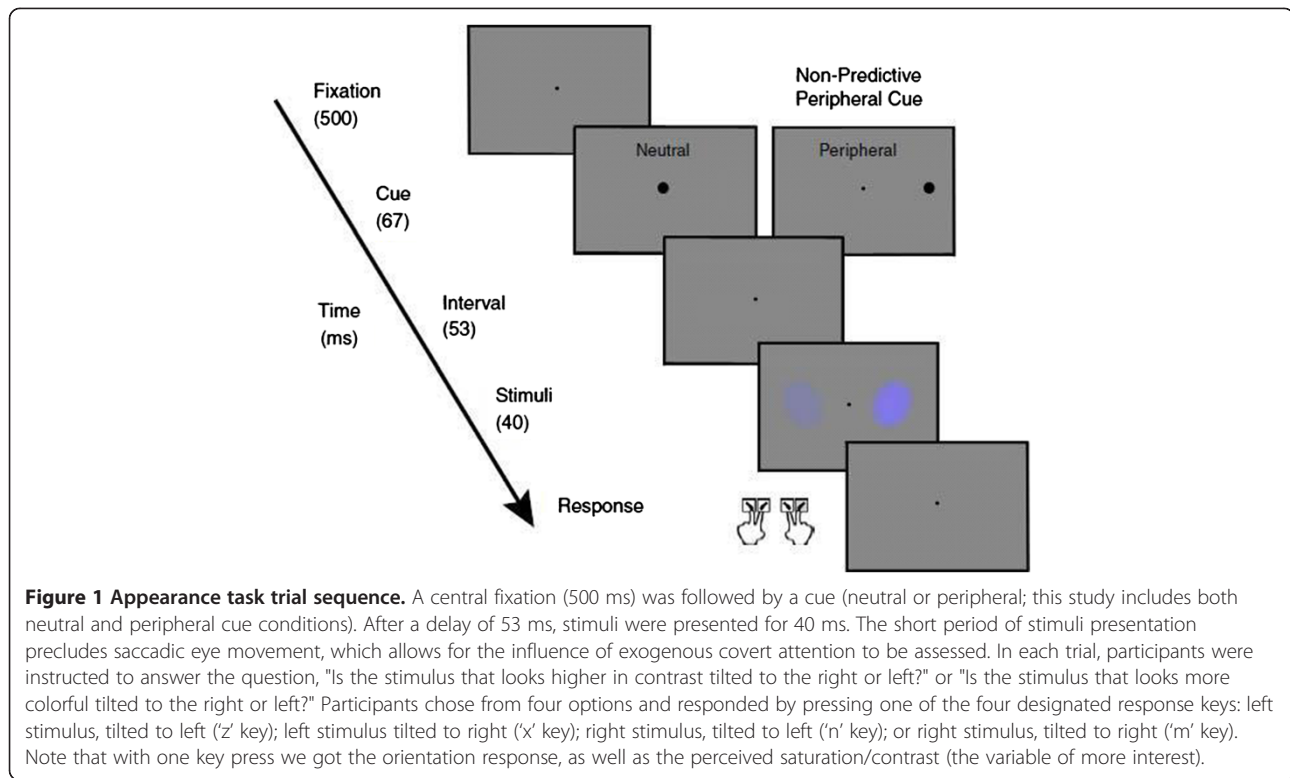 Fixation
(500)
Non-Predictive
Peripheral Cue
Neutral
Peripheral
Cue
(67)
Time
(ms)
Interval
(53)
Stimuli
(40)
Response
Figure 1 Appearance task trial sequence. A central fixation (500 ms) was followed by a cue (neutral or peripheral; this study includes both
neutral and peripheral cue conditions). After a delay of 53 ms, stimuli were presented for 40 ms. The short period of stimuli presentation
precludes saccadic eye movement, which allows for the influence of exogenous covert attention to be assessed. In each trial, participants were
instructed to answer the question, "Is the stimulus that looks higher in contrast tilted to the right or left?" or "Is the stimulus that looks more
colorful tilted to the right or left?" Participants chose from four options and responded by pressing one of the four designated response keys: left
stimulus, tilted to left (‘z’ key); left stimulus tilted to right (‘x’ key); right stimulus, tilted to left (‘n’ key); or right stimulus, tilted to right (‘m’ key).
Note that with one key press we got the orientation response, as well as the perceived saturation/contrast (the variable of more interest).